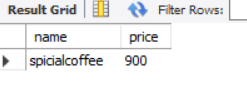 Result Grid Filter Rows:
name price
spicialcoffee 900